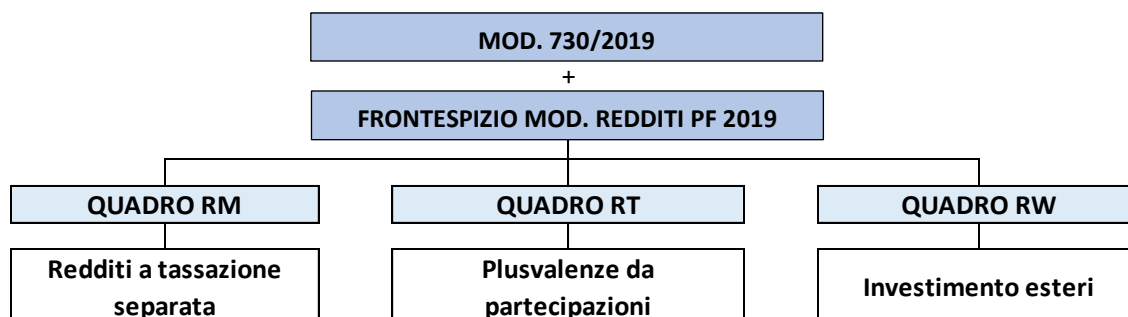 MOD. 730/2019
+
FRONTESPIZIO MOD. REDDITI PF 2019
QUADRO RM
QUADRO RT
QUADRO RW
Redditi a tassazione
separata
Plusvalenze da
partecipazioni
Investimento esteri